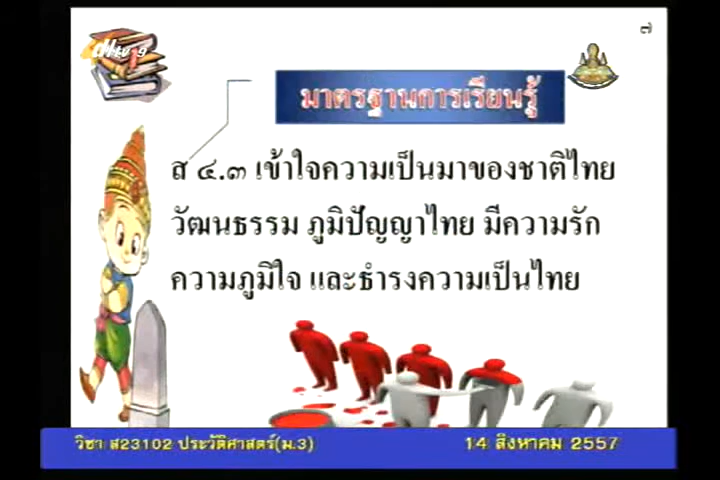 ๗
มาตรฐานการเรียนรู้
ส ๔.๓ เข้าใจความเป็นมาของชาติไทย
วัฒนธรรม ภูมิปัญญาไทย มีความรัก
ความภูมิใจ และธำรงความเป็นไทย
วิชา ส23102 ประวัติศาสตร์(ม.3) 14 สิงหาคม 2557